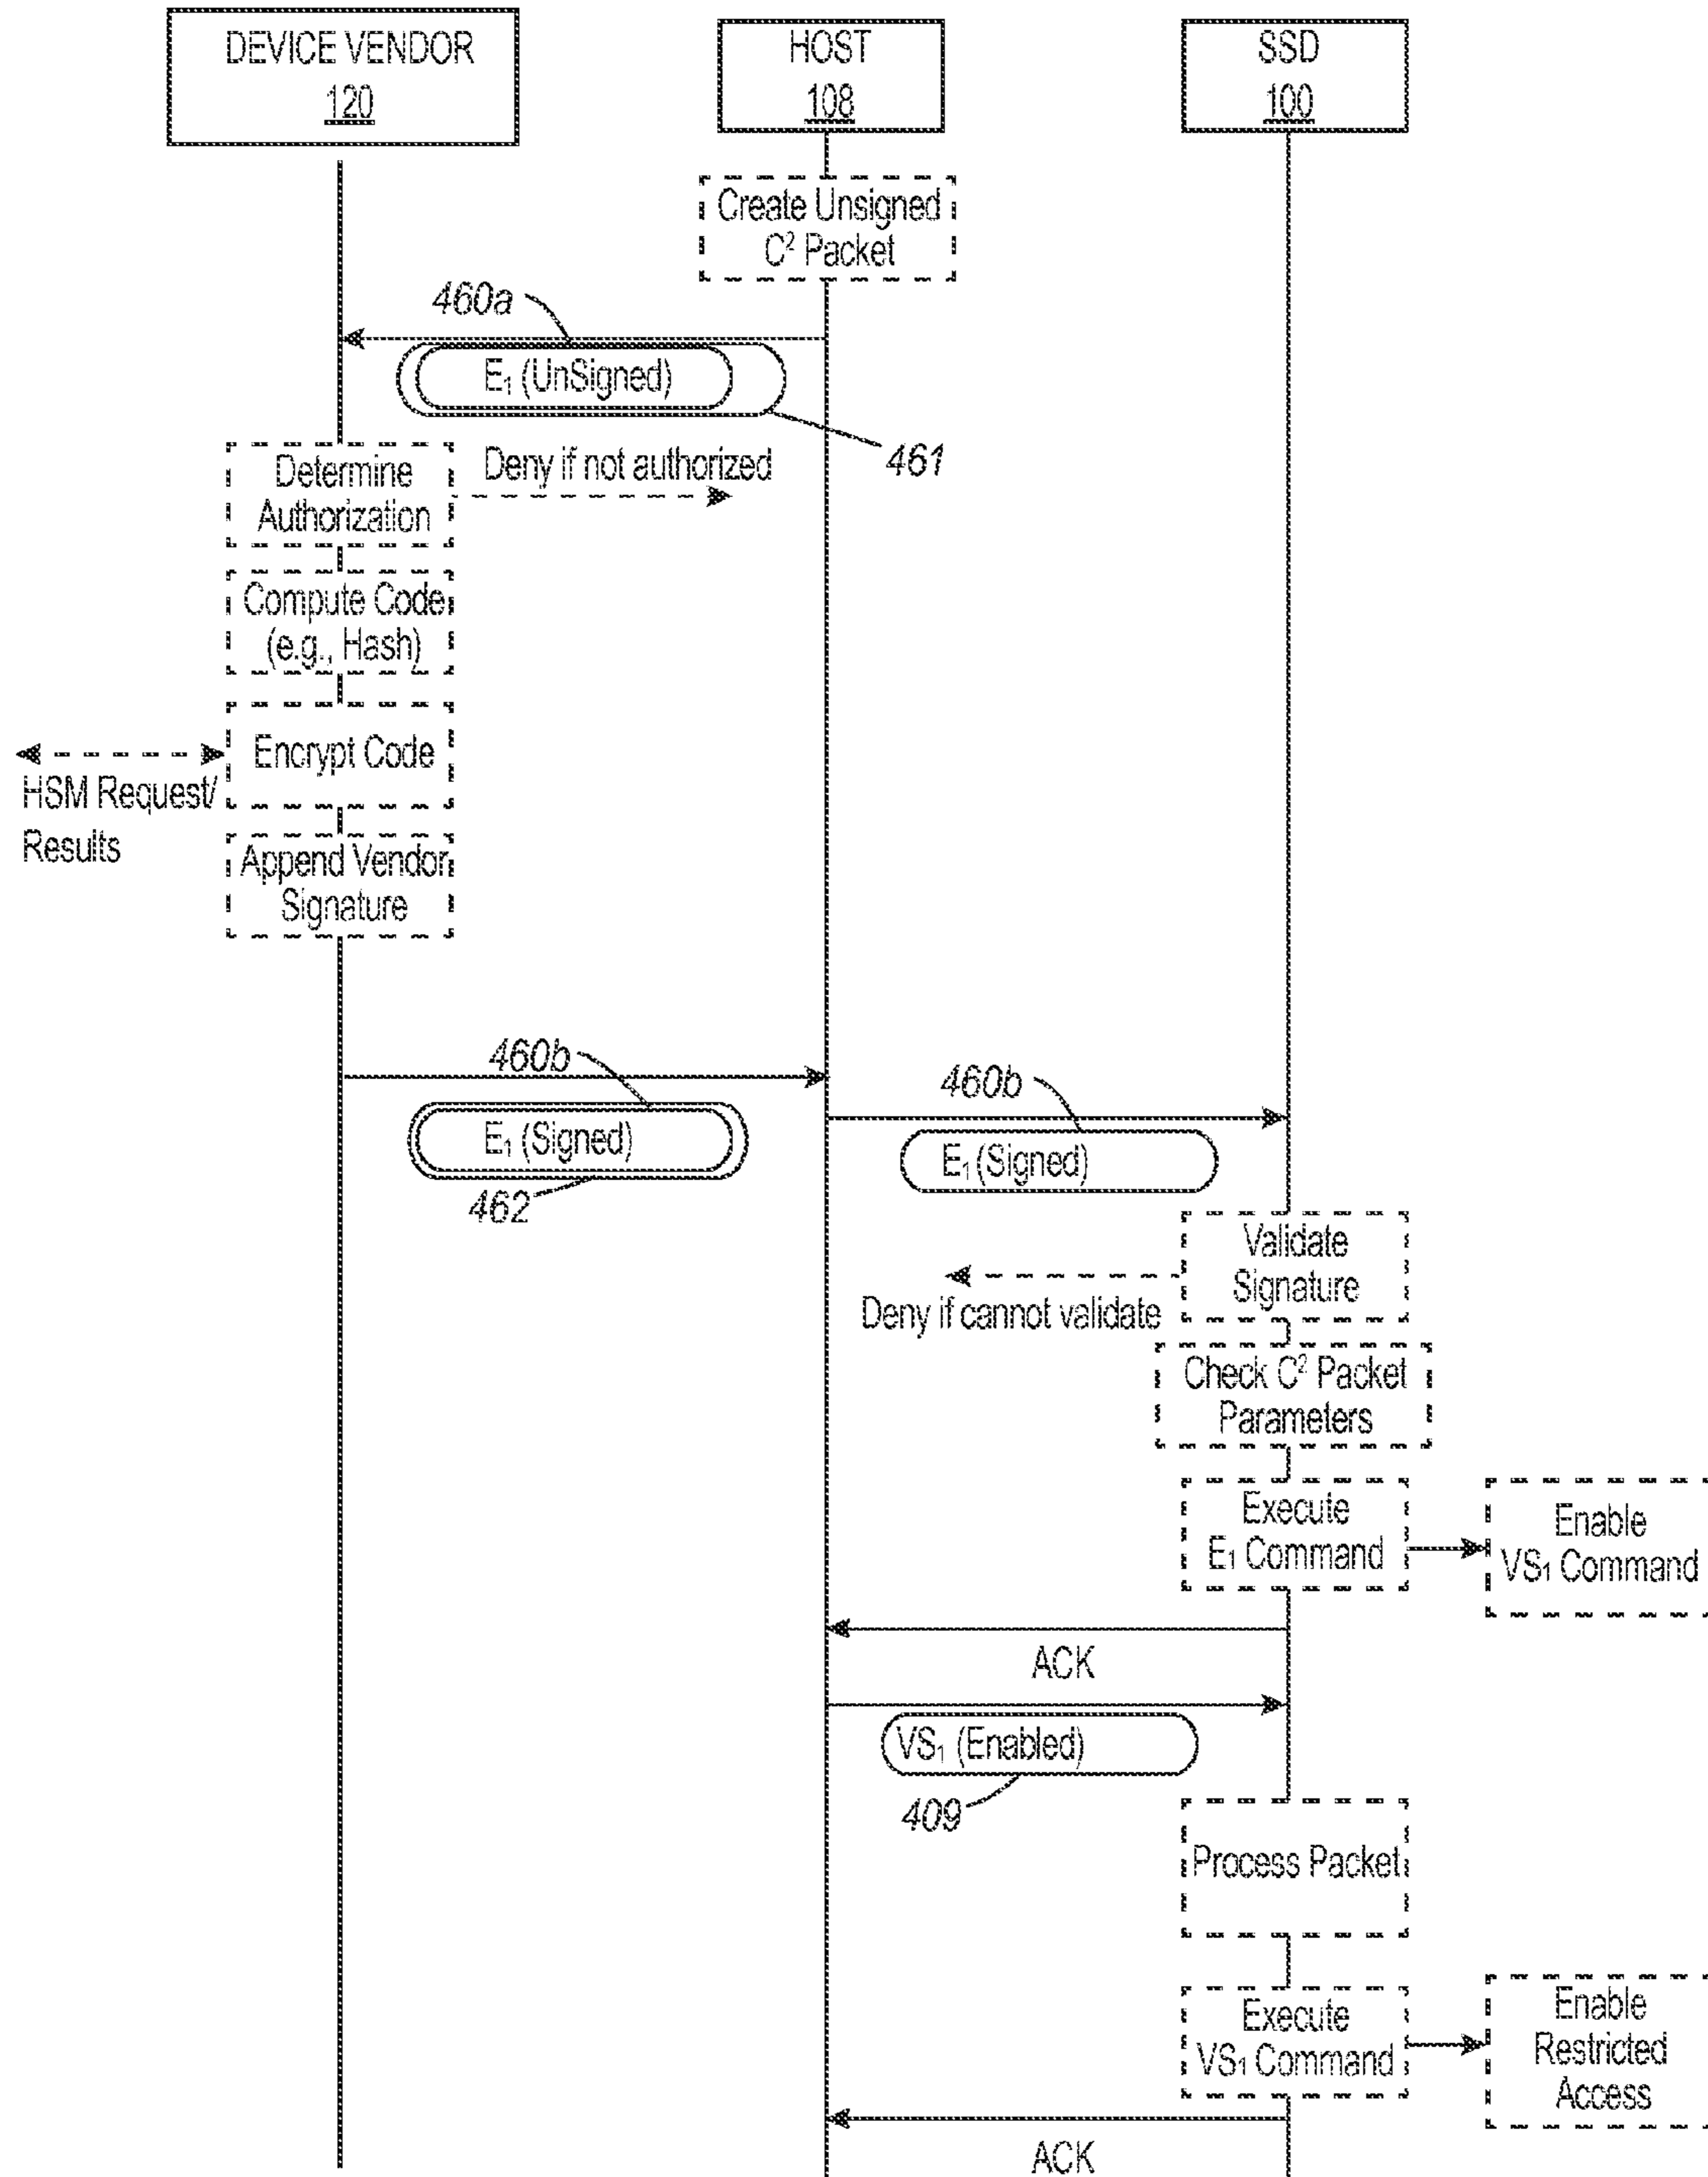 DEVICE VENDOR
120
HOST
108
SSD
100
Create Unsigned
C² Packet
460a
E₁ (UnSigned)
461
Determine
Authorization
Deny if not authorized
Compute Code
(e.g., Hash)
Encrypt Code
HSM Request/
Results
Append Vendor
Signature
460b
E₁ (Signed)
462
460b
E₁ (Signed)
Validate
Signature
Deny if cannot validate
Check C² Packet
Parameters
Execute
E₁ Command
Enable
VS₁ Command
ACK
VS₁ (Enabled)
409
Process Packet
Execute
VS₁ Command
Enable
Restricted
Access
ACK